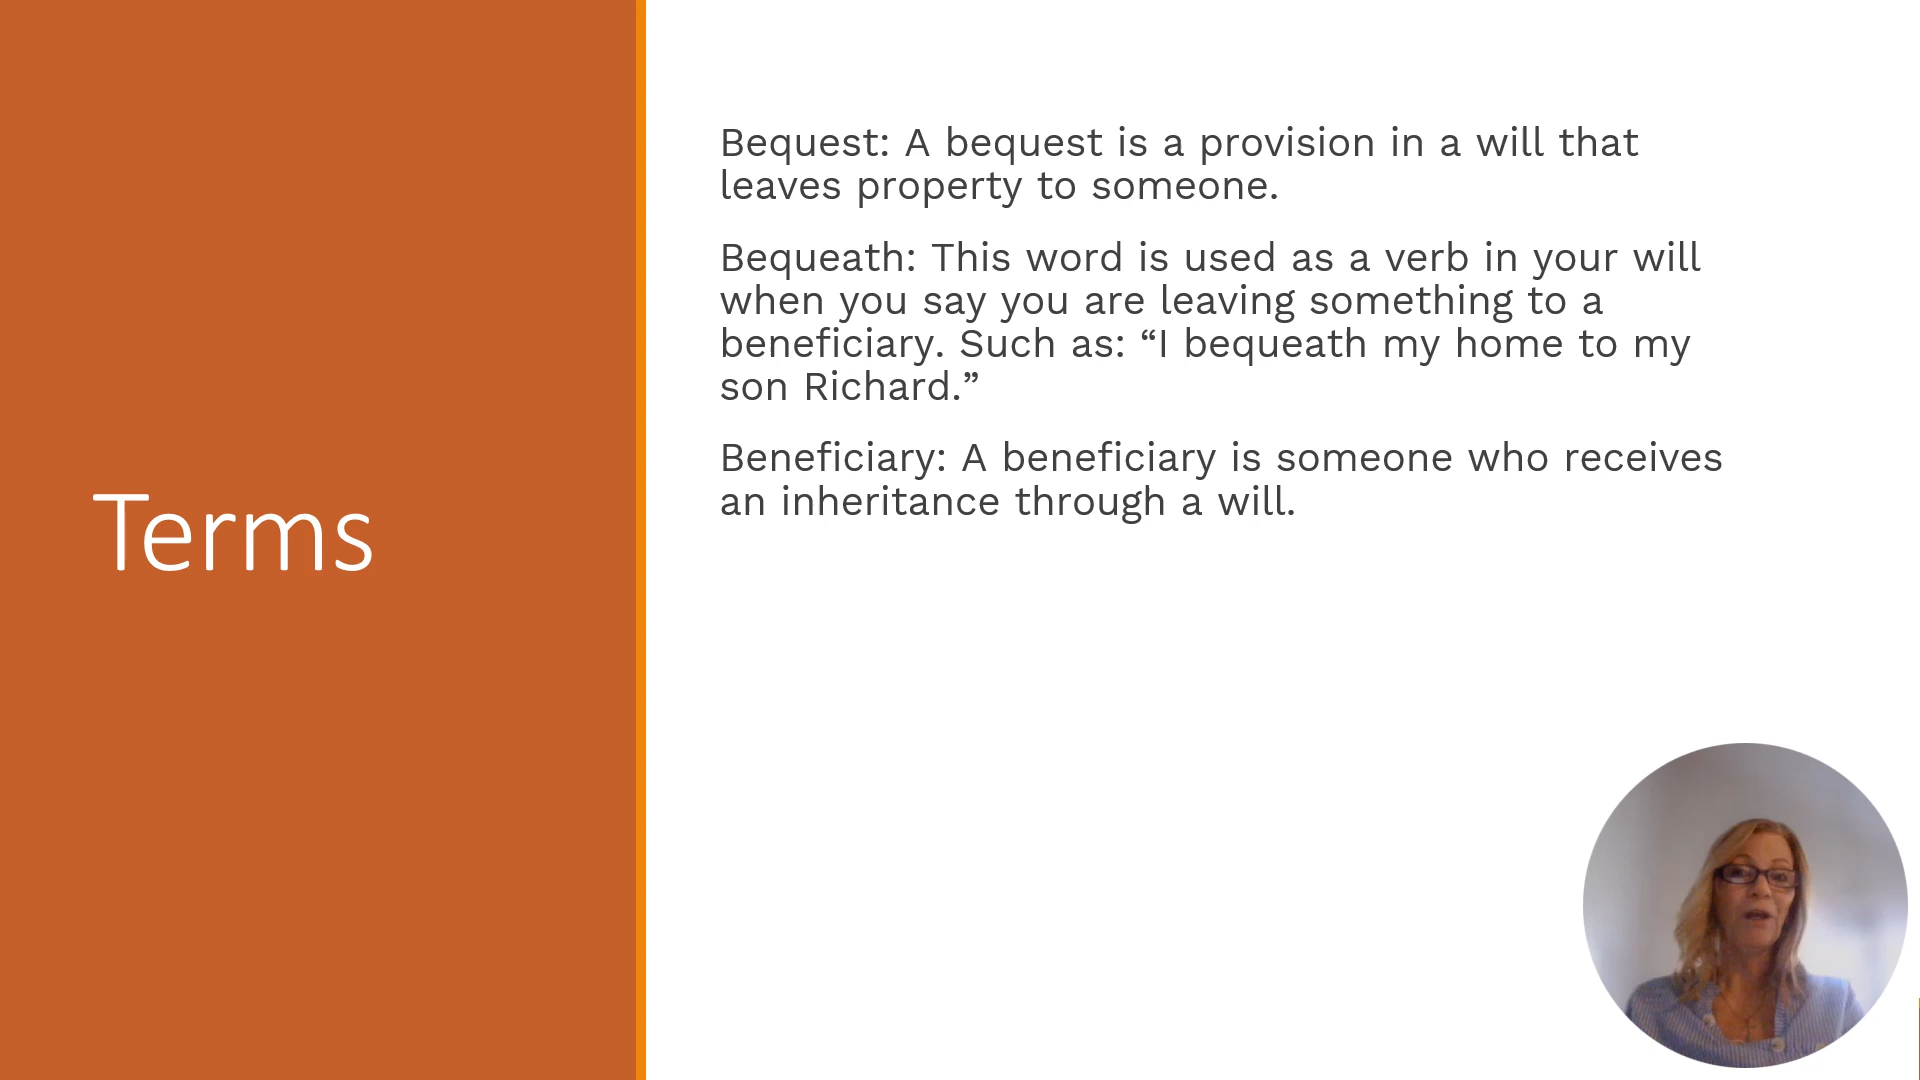 Terms
Bequest: A bequest is a provision in a will that
leaves property to someone.
Bequeath: This word is used as a verb in your will
when you say you are leaving something to a
beneficiary. Such as: “I bequeath my home to my
son Richard.”
Beneficiary: A beneficiary is someone who receives
an inheritance through a will.